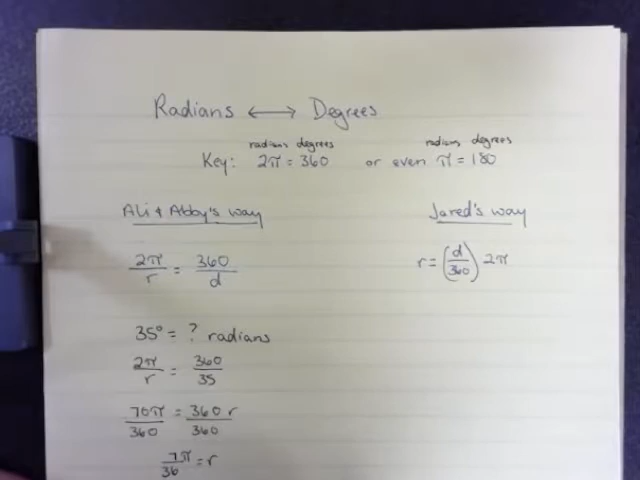 Radians ↔ Degrees
radians degrees radians degrees
Key: 2π = 360 or even π = 180
Ali & Abby's way
2π/r = 360/d
35° = ? radians
2π/r = 360/35
70π/360 = 360r/360
7π/36 = r
Jared's way
r = (d/360) 2π